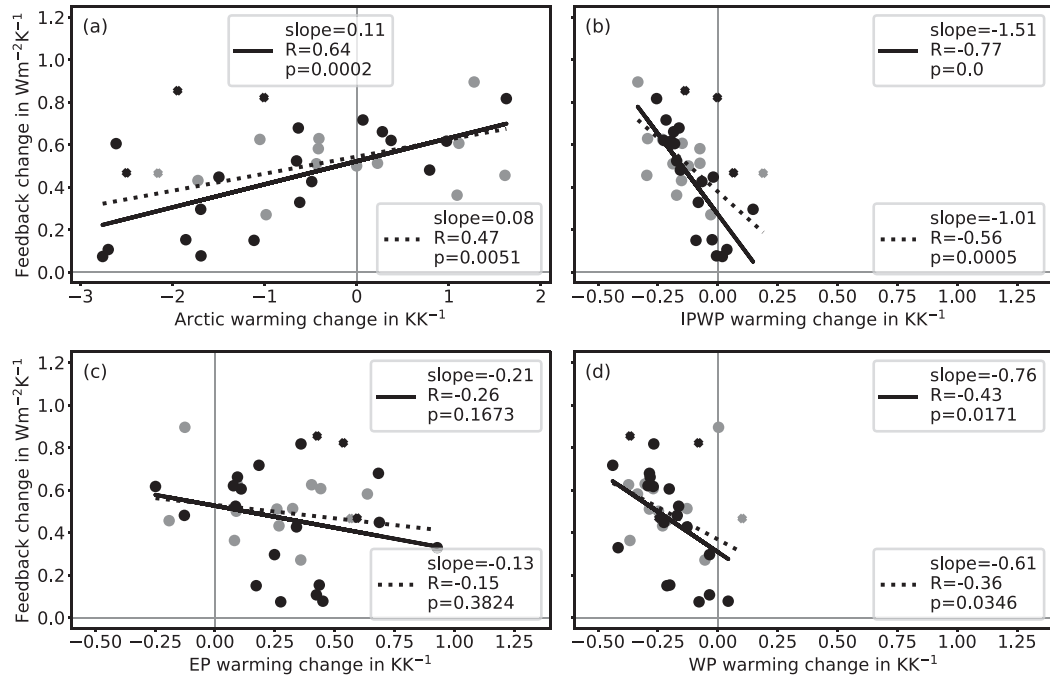 (a)
slope=0.11
R=0.64
p=0.0002
slope=0.08
R=0.47
p=0.0051
Feedback change in Wm⁻²K⁻¹
1.2
1.0
0.8
0.6
0.4
0.2
0.0
−3 −2 −1 0 1 2
Arctic warming change in KK⁻¹
(b)
slope=-1.51
R=-0.77
p=0.0
slope=-1.01
R=-0.56
p=0.0005
−0.50 −0.25 0.00 0.25 0.50 0.75 1.00 1.25
IPWP warming change in KK⁻¹
(c)
slope=-0.21
R=-0.26
p=0.1673
slope=-0.13
R=-0.15
p=0.3824
Feedback change in Wm⁻²K⁻¹
1.2
1.0
0.8
0.6
0.4
0.2
0.0
−0.50 −0.25 0.00 0.25 0.50 0.75 1.00 1.25
EP warming change in KK⁻¹
(d)
slope=-0.76
R=-0.43
p=0.0171
slope=-0.61
R=-0.36
p=0.0346
−0.50 −0.25 0.00 0.25 0.50 0.75 1.00 1.25
WP warming change in KK⁻¹